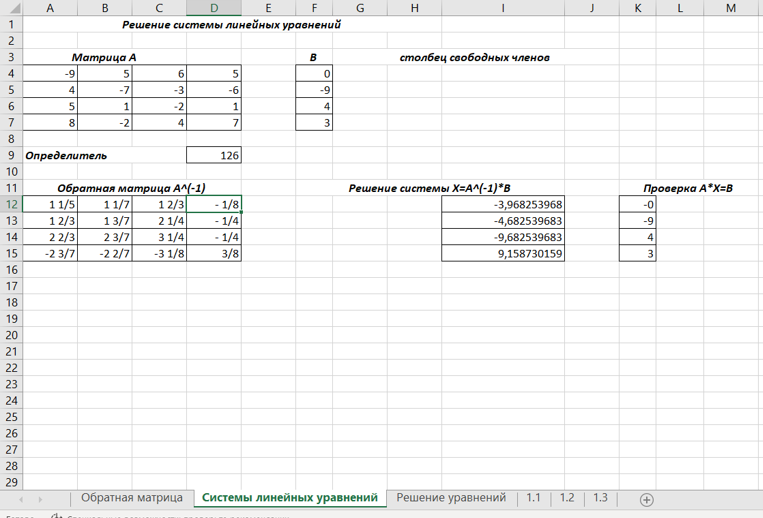 A B C D E F G H I J K L M
1 Решение системы линейных уравнений
2
3 Матрица А В столбец свободных членов
4 -9 5 6 5 0
5 4 -7 -3 -6 -9
6 5 1 -2 1 4
7 8 -2 4 7 3
8
9 Определитель 126
10
11 Обратная матрица А^(-1) Решение системы X=A^(-1)*B Проверка A*X=B
12 1 1/5 1 1/7 1 2/3 - 1/8 -3,968253968 -0
13 1 2/3 1 3/7 2 1/4 - 1/4 -4,682539683 -9
14 2 2/3 2 3/7 3 1/4 - 1/4 -9,682539683 4
15 -2 3/7 -2 2/7 -3 1/8 3/8 9,158730159 3
16
17
18
19
20
21
22
23
24
25
26
27
28
29
Обратная матрица Системы линейных уравнений Решение уравнений 1.1 1.2 1.3